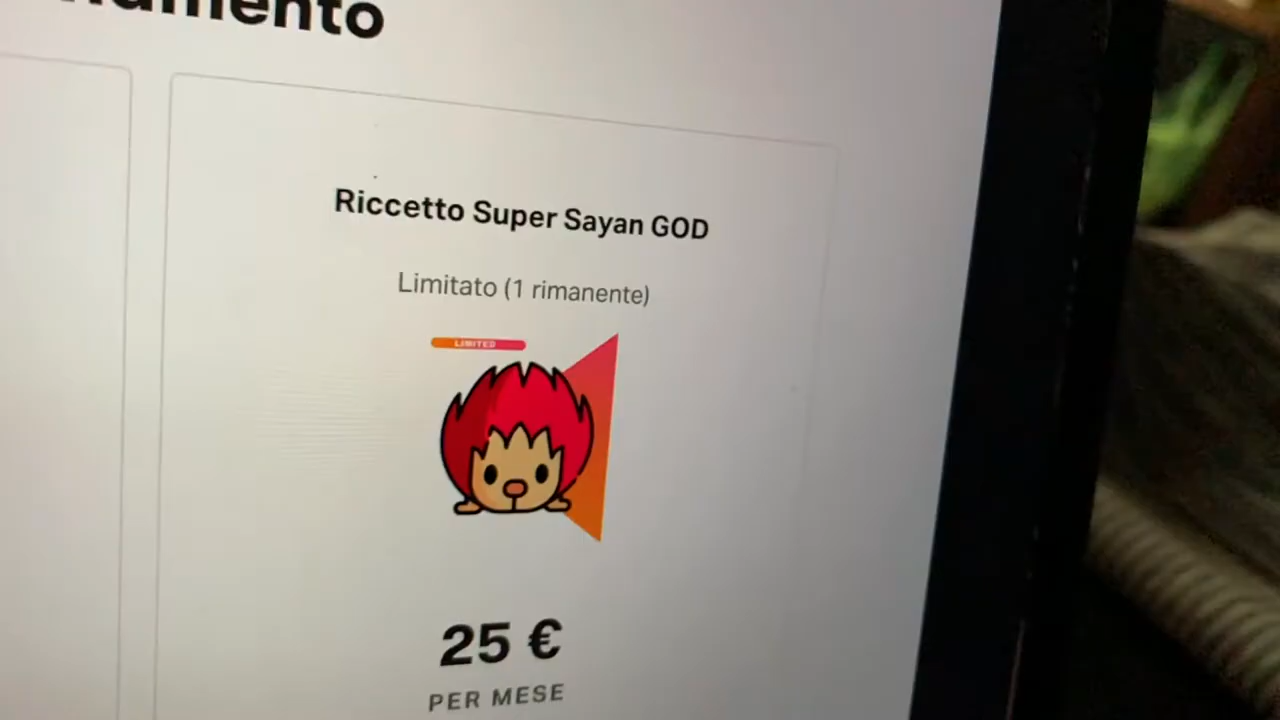 Riccetto Super Sayan GOD
Limitato (1 rimanente)
LIMITED
25 €
PER MESE